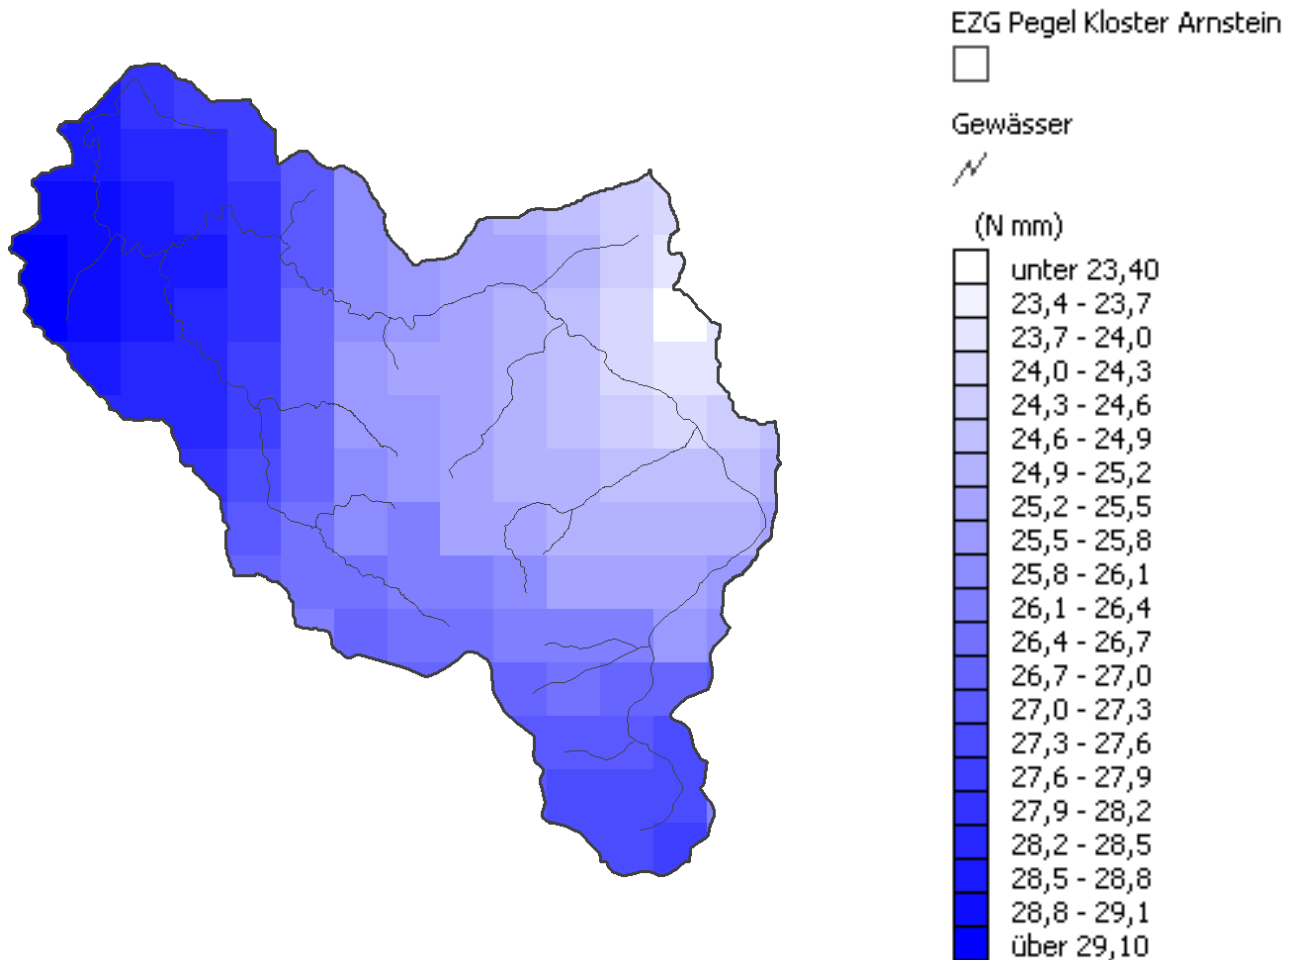 EZG Pegel Kloster Arnstein
Gewässer
(N mm)
unter 23,40
23,4 - 23,7
23,7 - 24,0
24,0 - 24,3
24,3 - 24,6
24,6 - 24,9
24,9 - 25,2
25,2 - 25,5
25,5 - 25,8
25,8 - 26,1
26,1 - 26,4
26,4 - 26,7
26,7 - 27,0
27,0 - 27,3
27,3 - 27,6
27,6 - 27,9
27,9 - 28,2
28,2 - 28,5
28,5 - 28,8
28,8 - 29,1
über 29,10